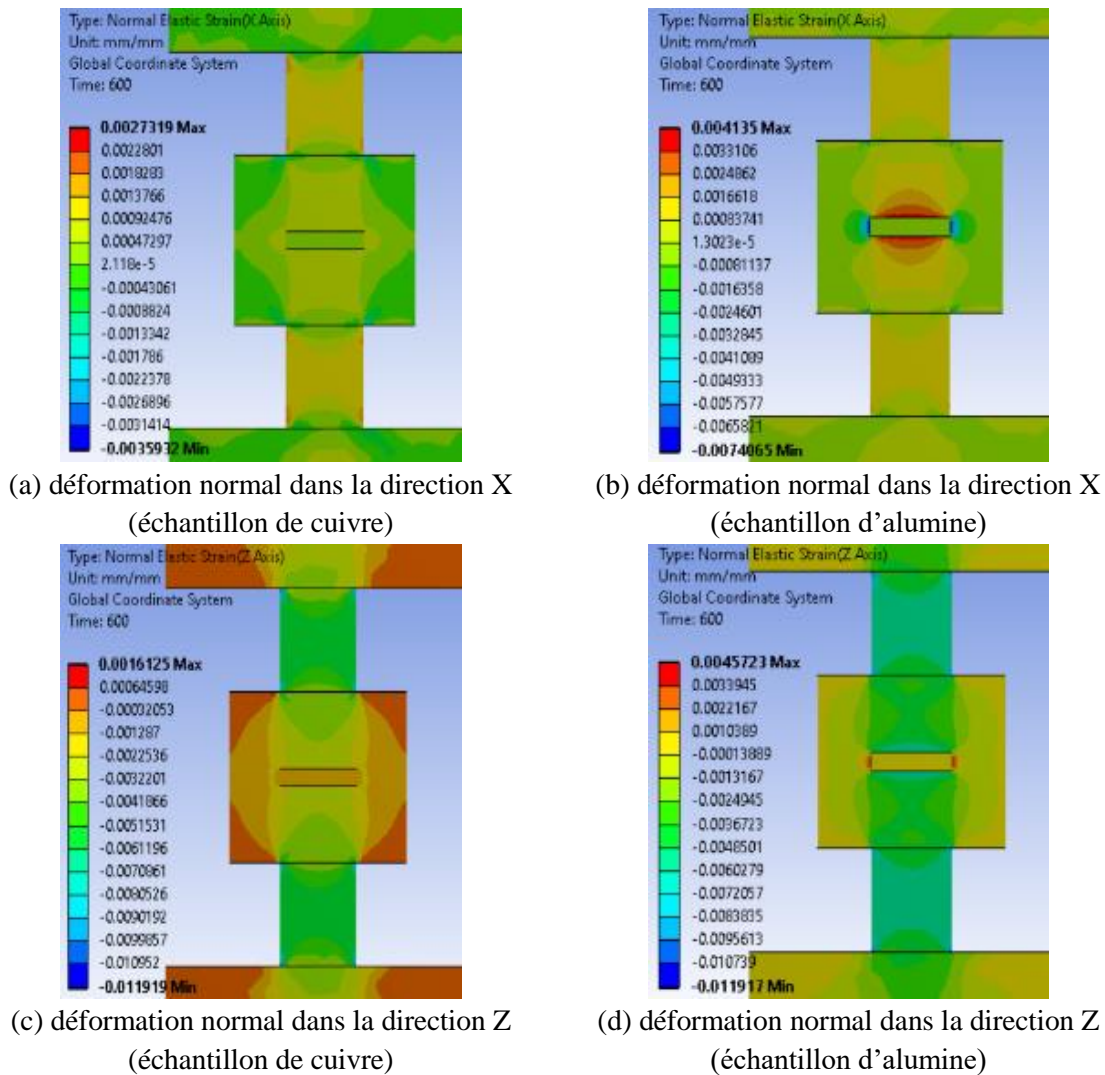 Type: Normal Elastic Strain(X Axis)
Unit: mm/mm
Global Coordinate System
Time: 600
0.0027319 Max
0.0022801
0.0018283
0.0013766
0.00092476
0.00047297
2.118e-5
-0.00043061
-0.0008824
-0.0013342
-0.001786
-0.0022378
-0.0026896
-0.0031414
-0.0035932 Min
Type: Normal Elastic Strain(X Axis)
Unit: mm/mm
Global Coordinate System
Time: 600
0.004135 Max
0.0033106
0.0024862
0.0016618
0.00083741
1.3023e-5
-0.00081137
-0.0016358
-0.0024601
-0.0032845
-0.0041089
-0.0049333
-0.0057577
-0.0065821
-0.0074065 Min
(a) déformation normal dans la direction X
(échantillon de cuivre)
(b) déformation normal dans la direction X
(échantillon d’alumine)
Type: Normal Elastic Strain(Z Axis)
Unit: mm/mm
Global Coordinate System
Time: 600
0.0016125 Max
0.00064598
-0.00032053
-0.001287
-0.0022536
-0.0032201
-0.0041866
-0.0051531
-0.0061196
-0.0070861
-0.0080526
-0.0090192
-0.0099857
-0.010952
-0.011919 Min
Type: Normal Elastic Strain(Z Axis)
Unit: mm/mm
Global Coordinate System
Time: 600
0.0045723 Max
0.0033945
0.0022167
0.0010389
-0.00013889
-0.0013167
-0.0024945
-0.0036723
-0.0048501
-0.0060279
-0.0072057
-0.0083835
-0.0095613
-0.010739
-0.011917 Min
(c) déformation normal dans la direction Z
(échantillon de cuivre)
(d) déformation normal dans la direction Z
(échantillon d’alumine)